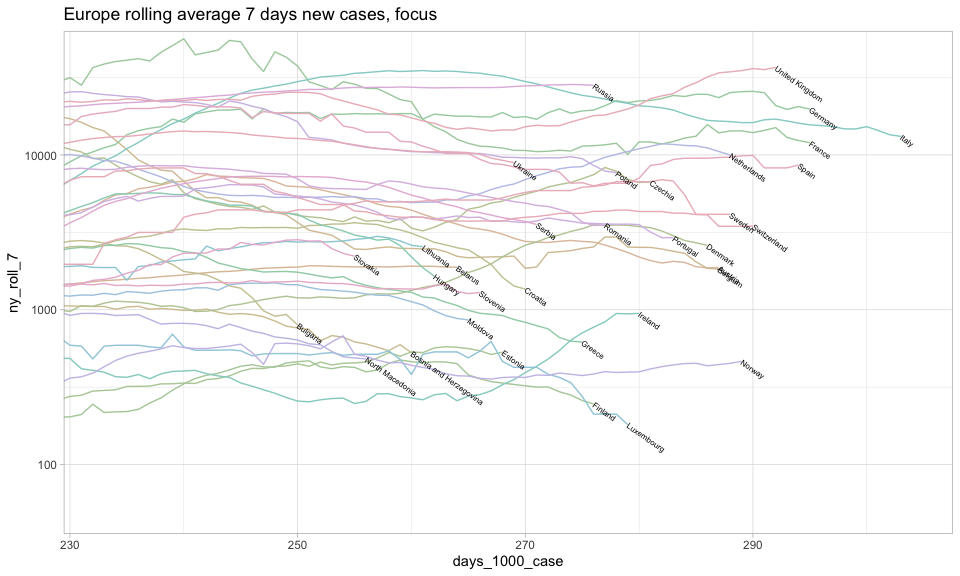 Europe rolling average 7 days new cases, focus
ny_roll_7
10000
1000
100
United Kingdom
Russia
Germany
Italy
France
Ukraine
Netherlands
Spain
Poland
Czechia
Sweden
Switzerland
Serbia
Romania
Portugal
Denmark
Lithuania
Slovakia
Belarus
Austria
Belgium
Hungary
Slovenia
Croatia
Moldova
Ireland
Bulgaria
Greece
Estonia
North Macedonia
Bosnia and Herzegovina
Norway
Finland
Luxembourg
230
250
270
290
days_1000_case